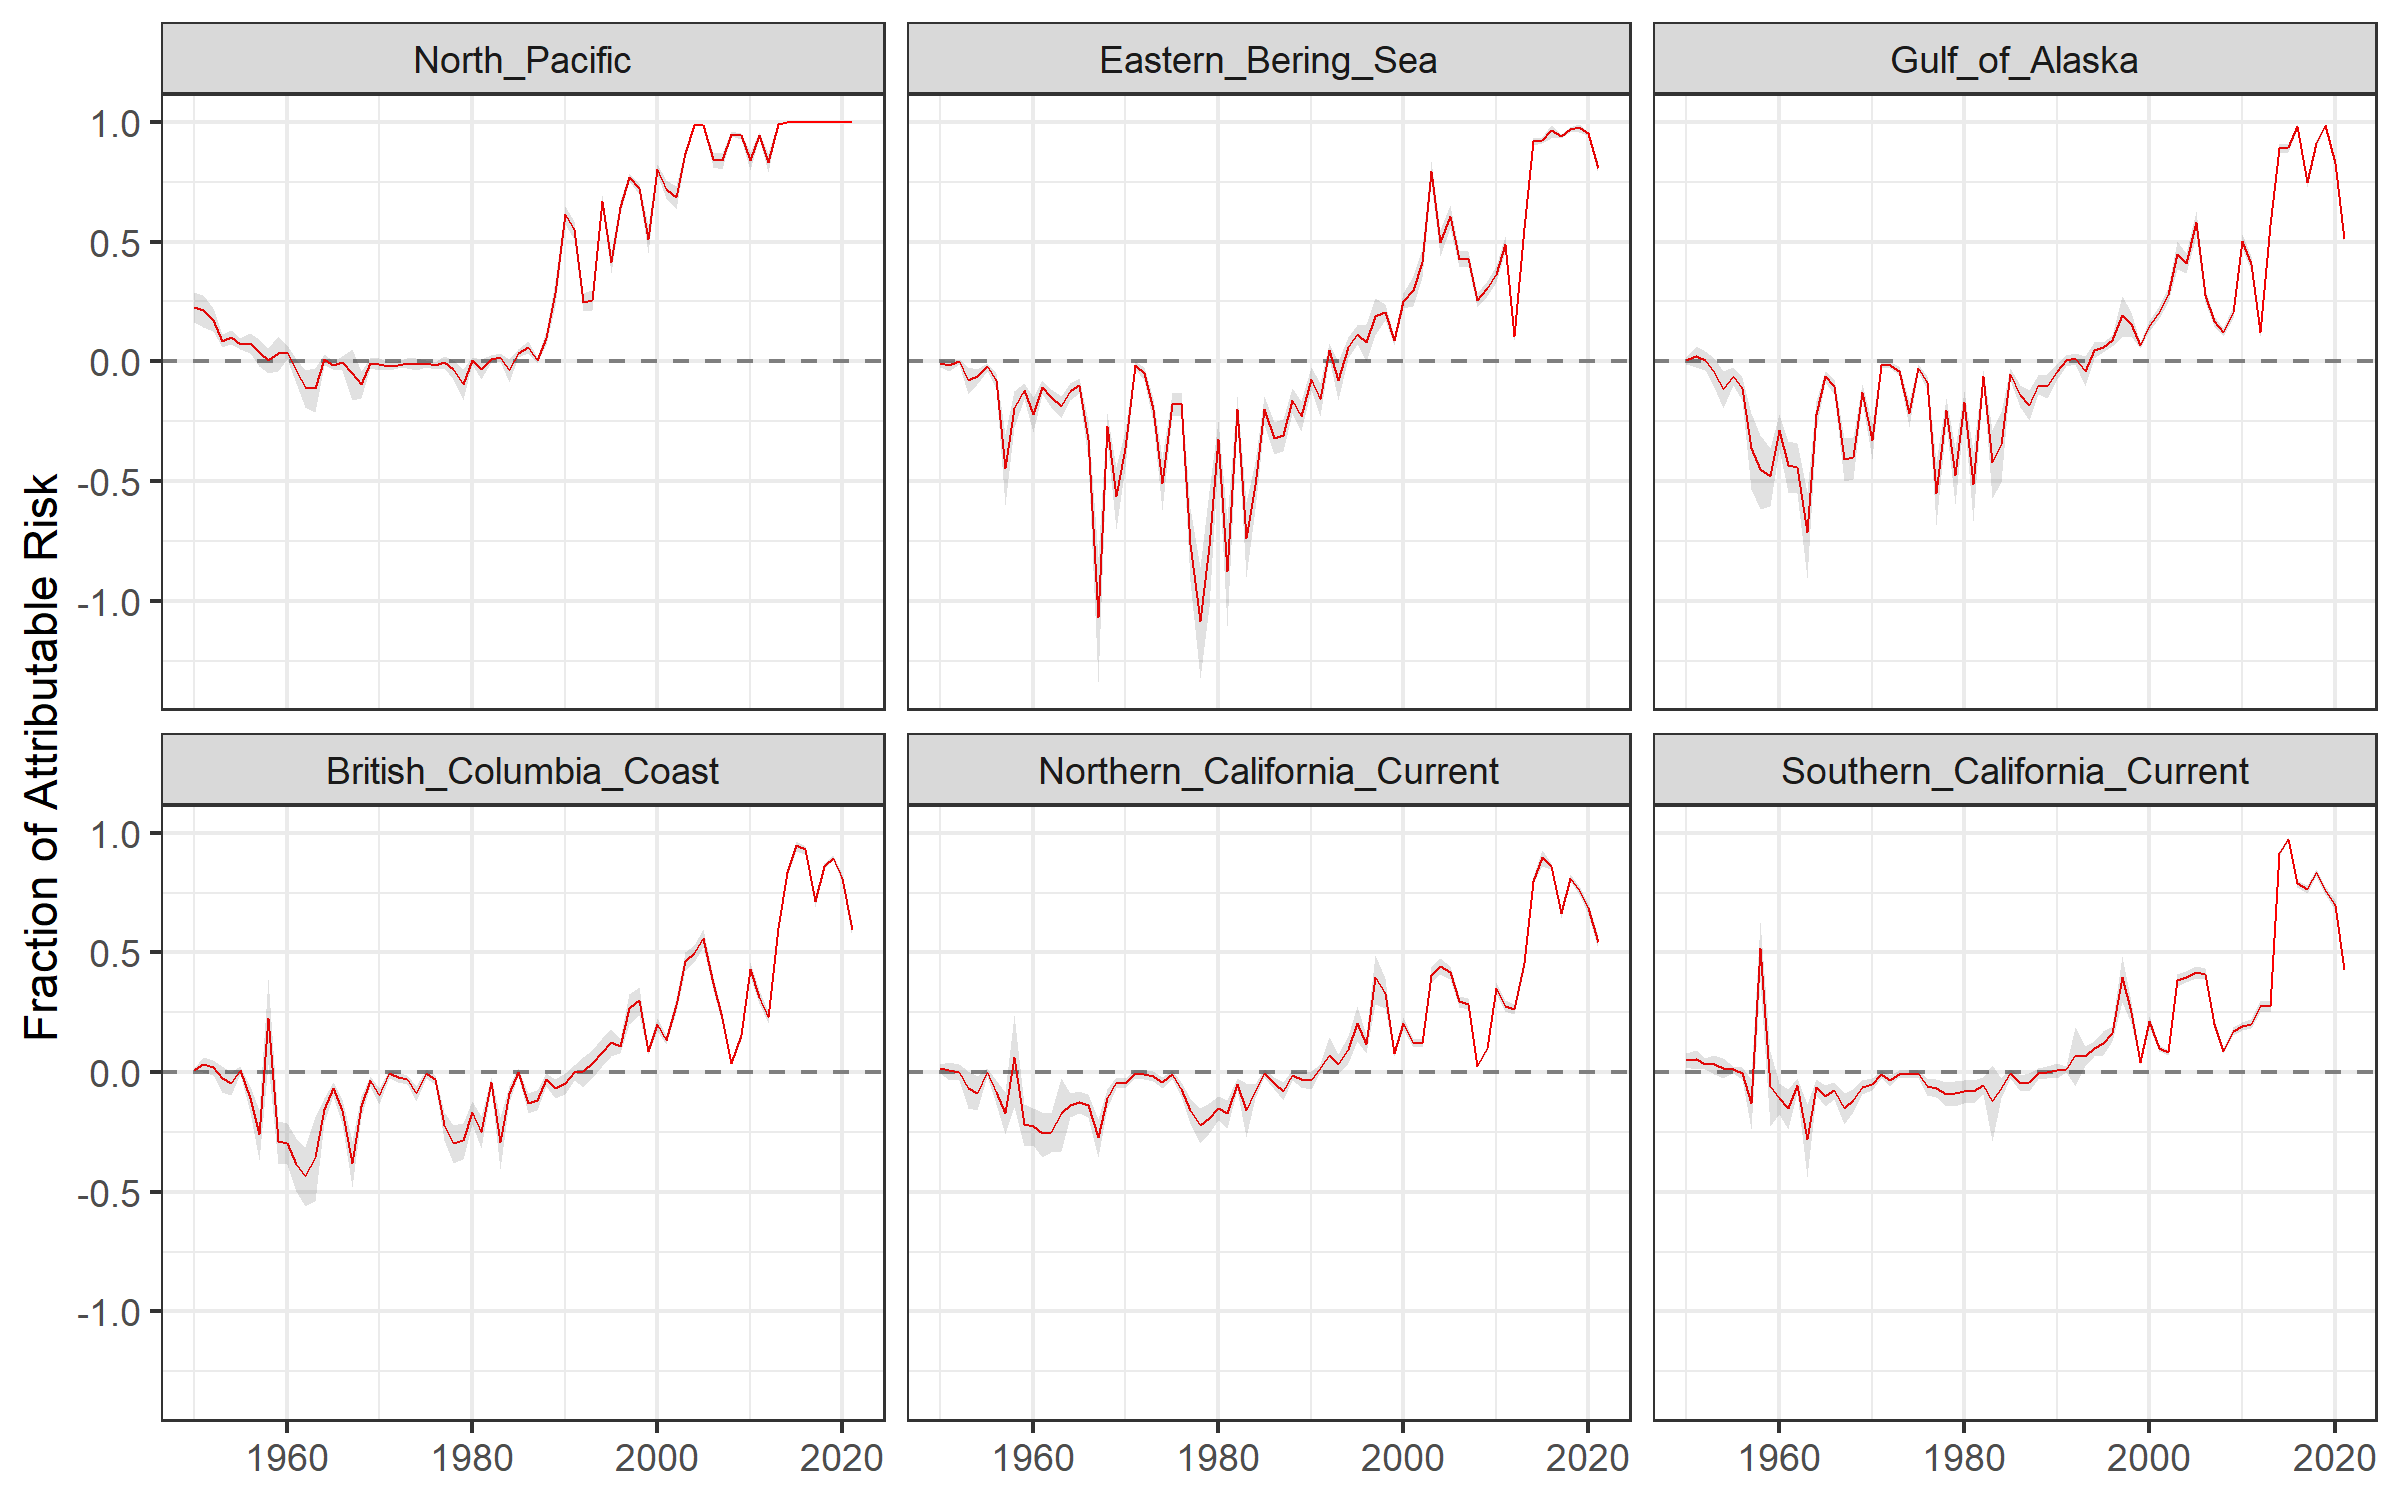 North_Pacific
Eastern_Bering_Sea
Gulf_of_Alaska
1.0
0.5
0.0
-0.5
-1.0
Fraction of Attributable Risk
British_Columbia_Coast
Northern_California_Current
Southern_California_Current
1.0
0.5
0.0
-0.5
-1.0
1960 1980 2000 2020
1960 1980 2000 2020
1960 1980 2000 2020